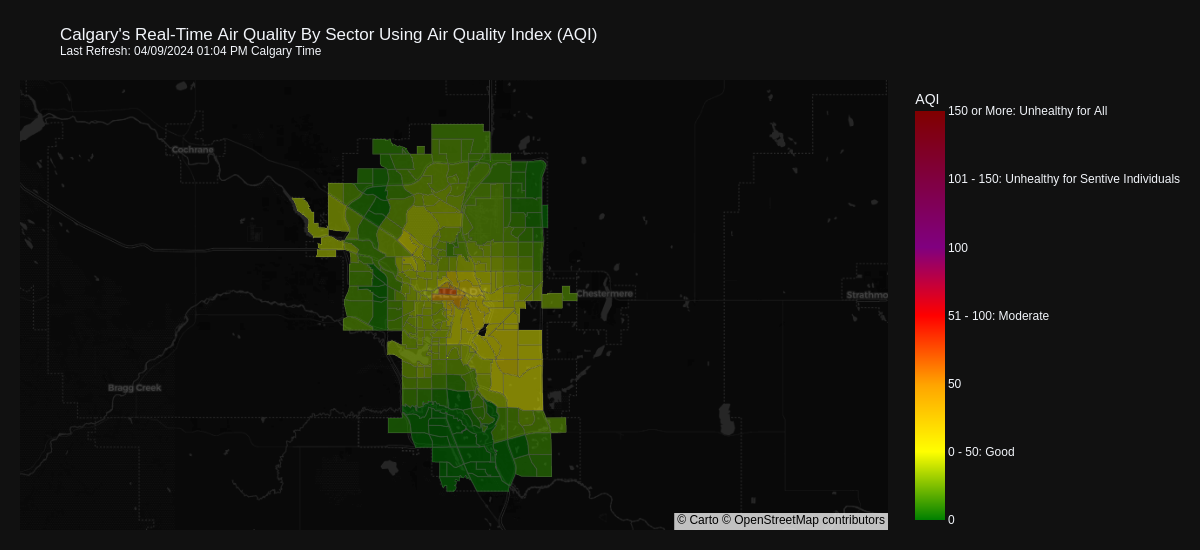 Calgary's Real-Time Air Quality By Sector Using Air Quality Index (AQI)
Last Refresh: 04/09/2024 01:04 PM Calgary Time
AQI
150 or More: Unhealthy for All
Cochrane
101 - 150: Unhealthy for Sentive Individuals
100
Chestermere
Strathmo
51 - 100: Moderate
50
Bragg Creek
0 - 50: Good
0
© Carto © OpenStreetMap contributors